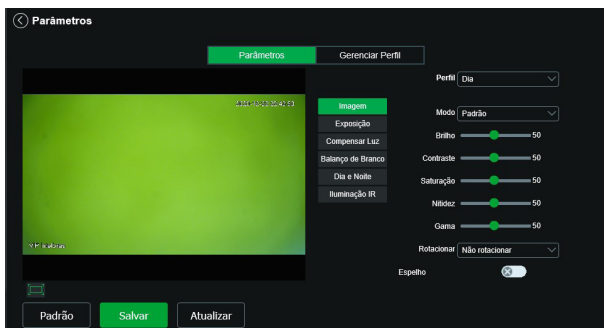 Parâmetros
Parâmetros Gerenciar Perfil
Perfil Dia
Imagem
Exposição
Compensar Luz
Balanço de Branco
Dia e Noite
Iluminação IR
Modo Padrão
Brilho 50
Contraste 50
Saturação 50
Nitidez 50
Gama 50
Rotacionar Não rotacionar
Espelho
Padrão Salvar Atualizar